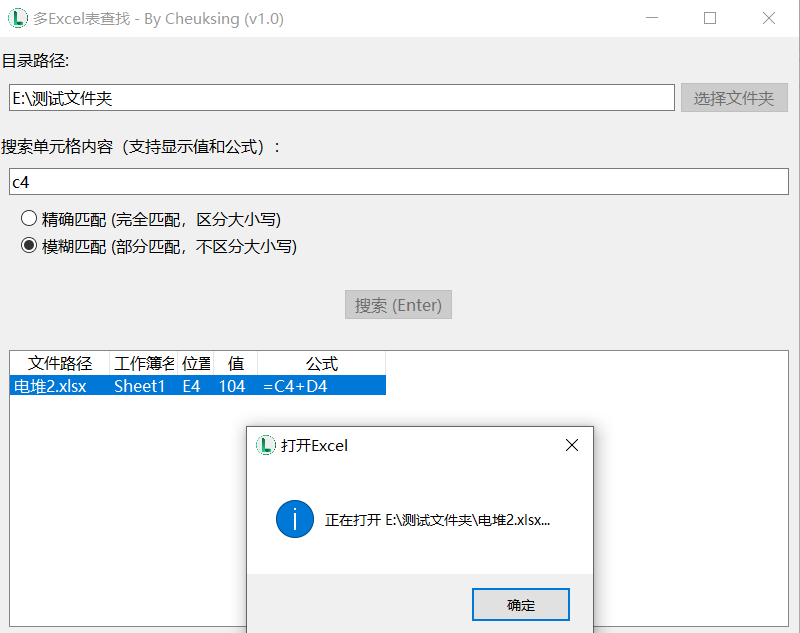 多Excel表查找 - By Cheuksing (v1.0)
目录路径:
E:\测试文件夹 选择文件夹
搜索单元格内容（支持显示值和公式）:
c4
精确匹配 (完全匹配，区分大小写)
模糊匹配 (部分匹配，不区分大小写)
搜索 (Enter)
文件路径 工作簿名 位置 值 公式
电堆2.xlsx Sheet1 E4 104 =C4+D4
打开Excel
正在打开 E:\测试文件夹\电堆2.xlsx...
确定